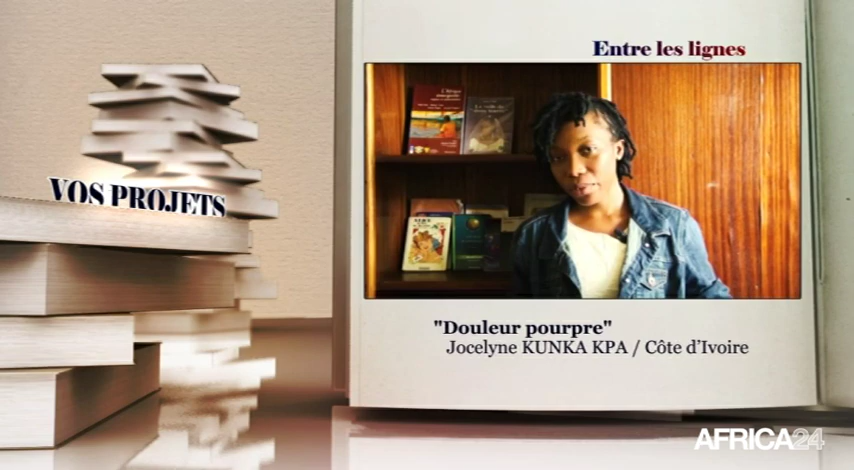 Entre les lignes
VOS PROJETS
"Douleur pourpre"
Jocelyne KUNKA KPA / Côte d'Ivoire
AFRICA24